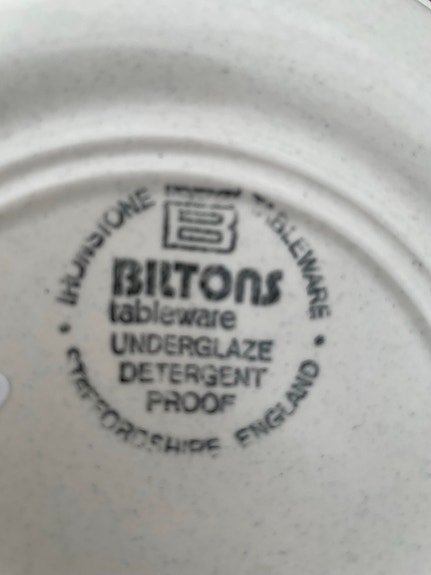 IRONSTONE TABLEWARE
B
BILTONS
tableware
UNDERGLAZE
DETERGENT
PROOF
STAFFORDSHIRE ENGLAND